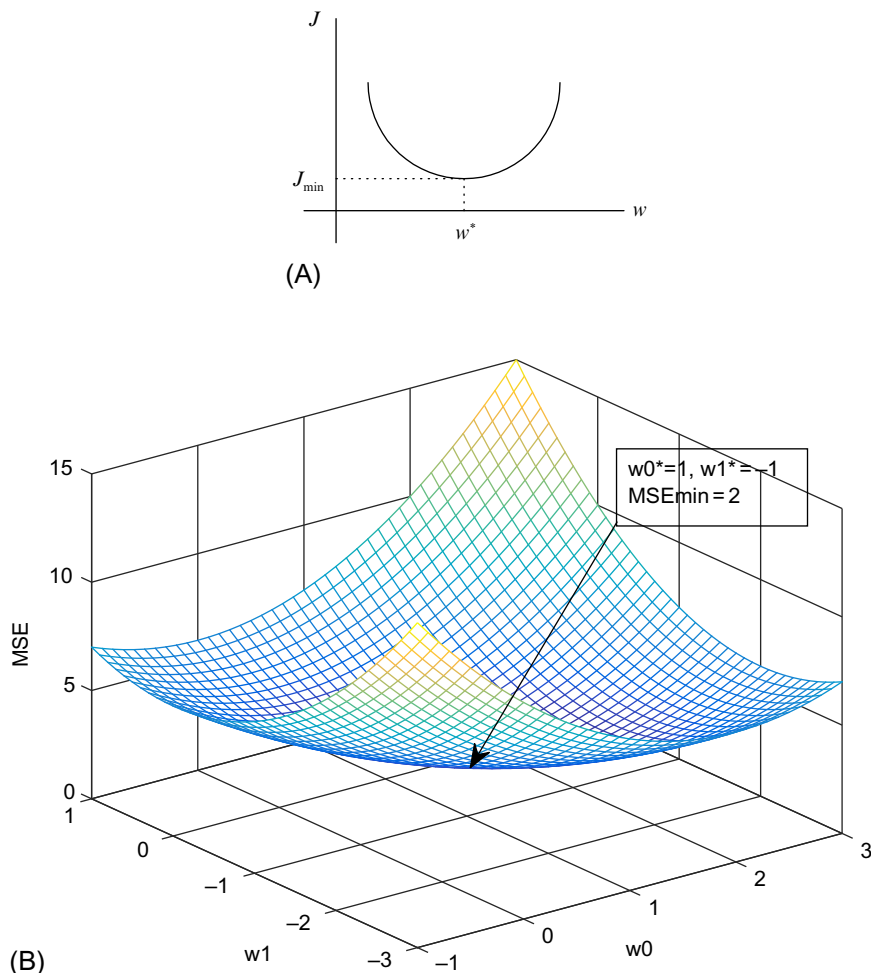 J
J_min
w
w*
(A)
15
w0*=1, w1*=–1
MSEmin = 2
10
MSE
5
0
1
0
–1
–2
–3
w1
–1
0
1
2
3
w0
(B)